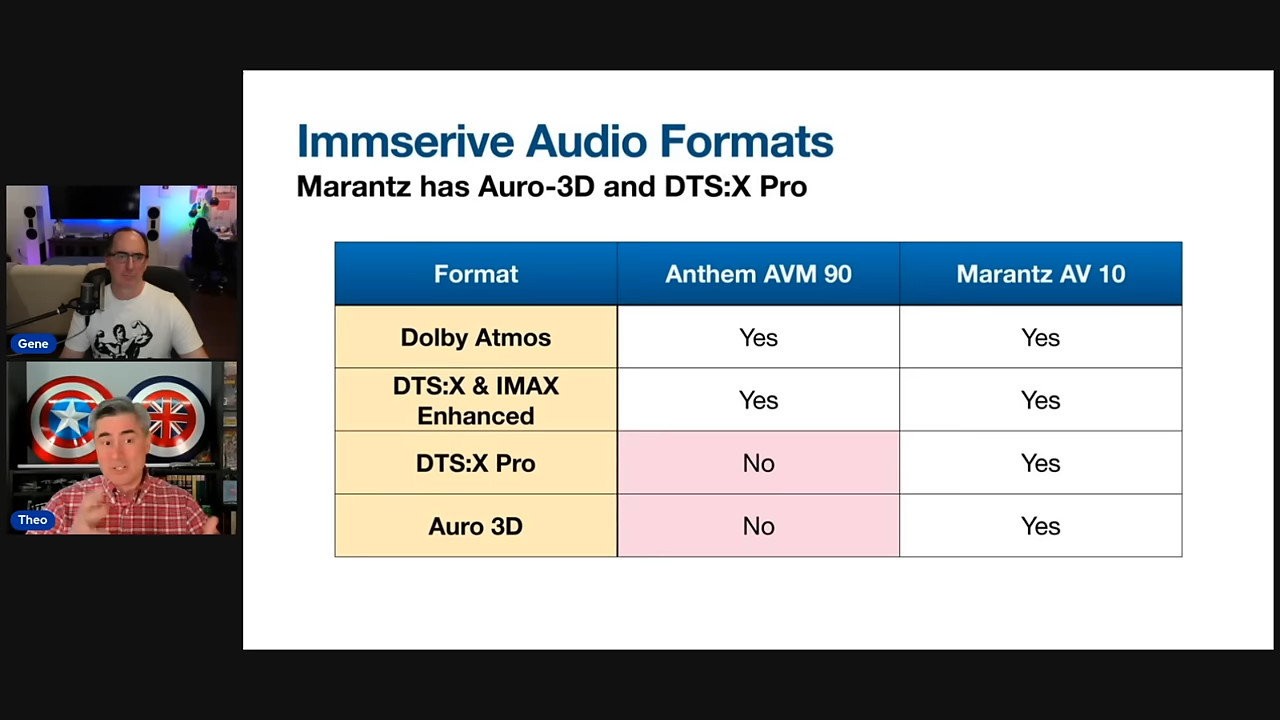 Immserive Audio Formats
Marantz has Auro-3D and DTS:X Pro
Format Anthem AVM 90 Marantz AV 10
Dolby Atmos Yes Yes
DTS:X & IMAX
Enhanced Yes Yes
DTS:X Pro No Yes
Auro 3D No Yes
Gene
Theo